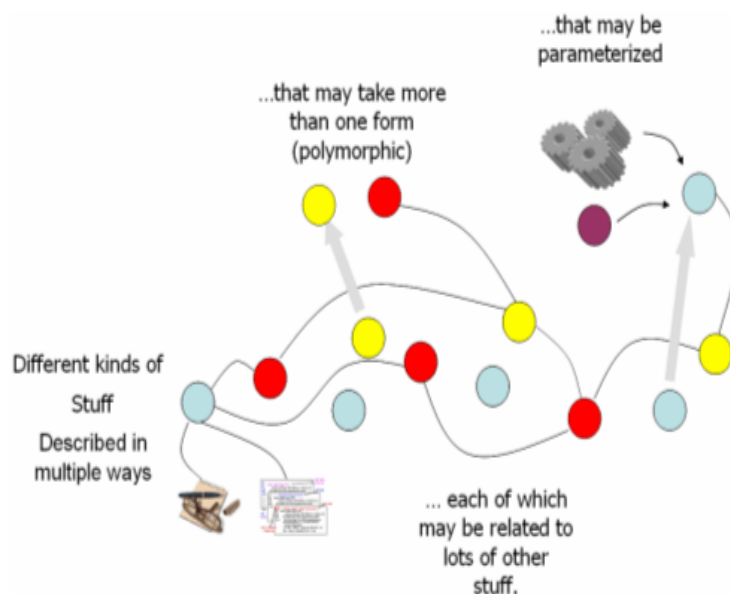 ...that may be
parameterized
...that may take more
than one form
(polymorphic)
Different kinds of
Stuff
Described in
multiple ways
... each of which
may be related to
lots of other
stuff.